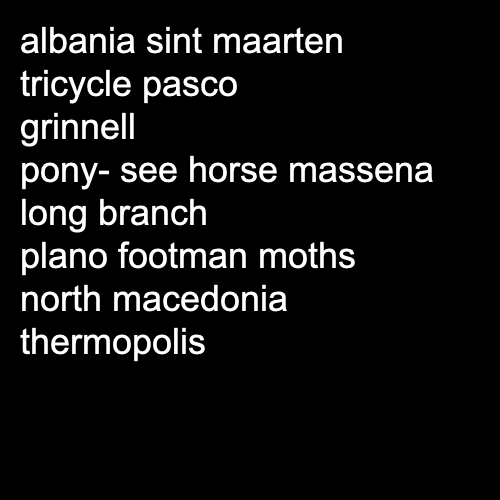 albania sint maarten
tricycle pasco
grinnell
pony- see horse massena
long branch
plano footman moths
north macedonia
thermopolis